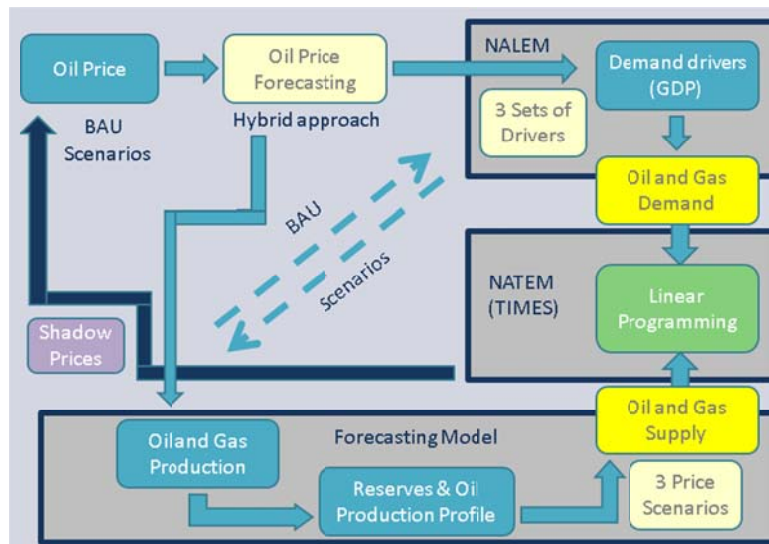 Oil Price
Oil Price
Forecasting
Hybrid approach
BAU
Scenarios
NALEM
Demand drivers
(GDP)
3 Sets of
Drivers
Oil and Gas
Demand
BAU
Scenarios
NATEM
(TIMES)
Linear
Programming
Shadow
Prices
Oil and Gas
Supply
Forecasting Model
Oiland Gas
Production
Reserves & Oil
Production Profile
3 Price
Scenarios